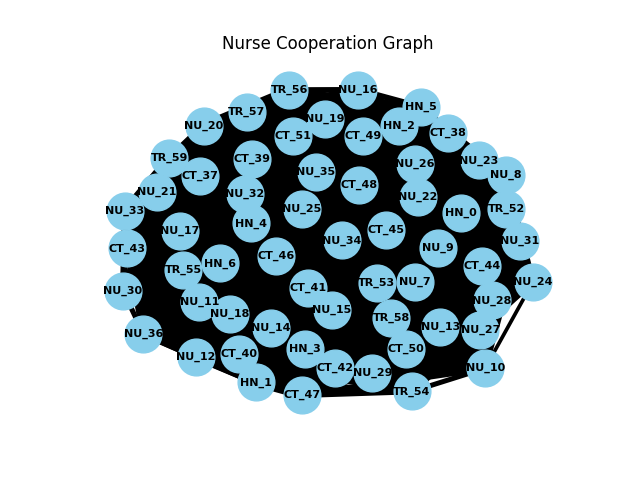 Nurse Cooperation Graph
TR_56
NU_16
HN_5
TR_57
NU_19
NU_20
HN_2
CT_38
CT_51
CT_49
TR_59
CT_39
NU_23
NU_26
CT_37
NU_35
NU_8
CT_48
NU_21
NU_32
NU_22
NU_33
NU_25
TR_52
HN_0
HN_4
NU_17
CT_45
NU_34
NU_31
CT_43
NU_9
CT_46
HN_6
CT_44
TR_55
TR_53
NU_7
NU_24
CT_41
NU_30
NU_11
NU_28
NU_15
NU_18
TR_58
NU_14
NU_13
NU_27
NU_36
HN_3
CT_50
CT_40
NU_12
CT_42
NU_10
NU_29
HN_1
TR_54
CT_47